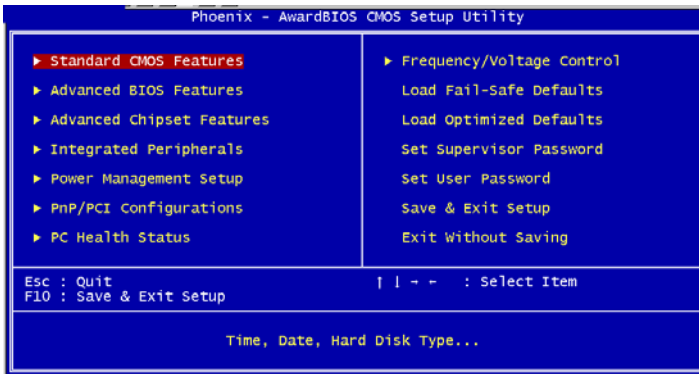 Phoenix - AwardBIOS CMOS Setup Utility
▶ Standard CMOS Features
▶ Advanced BIOS Features
▶ Advanced Chipset Features
▶ Integrated Peripherals
▶ Power Management Setup
▶ PnP/PCI Configurations
▶ PC Health Status
▶ Frequency/Voltage Control
Load Fail-Safe Defaults
Load Optimized Defaults
Set Supervisor Password
Set User Password
Save & Exit Setup
Exit Without Saving
Esc : Quit
F10 : Save & Exit Setup
↑ ↓ → ← : Select Item
Time, Date, Hard Disk Type...